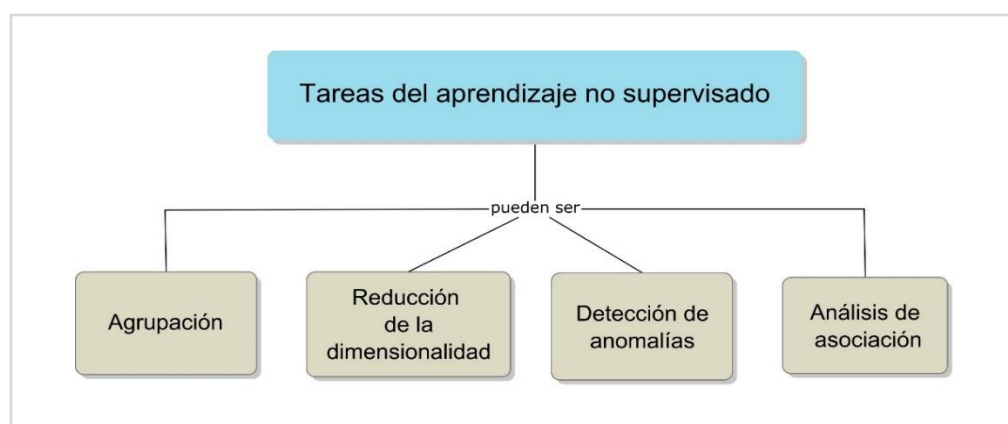 Tareas del aprendizaje no supervisado
pueden ser
Agrupación
Reducción
de la
dimensionalidad
Detección de
anomalías
Análisis de
asociación